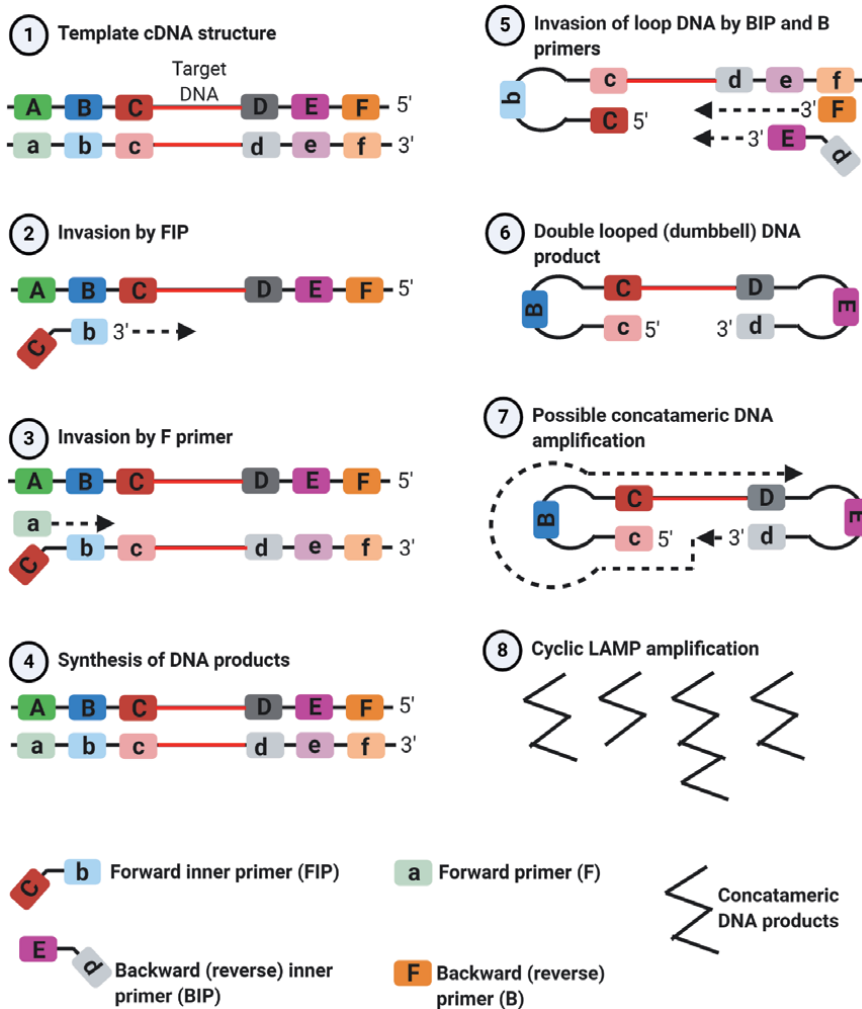 1 Template cDNA structure
Target
DNA
A B C D E F 5'
a b c d e f 3'
2 Invasion by FIP
A B C D E F 5'
C b 3'
3 Invasion by F primer
A B C D E F 5'
a
C b c d e f 3'
4 Synthesis of DNA products
A B C D E F 5'
a b c d e f 3'
5 Invasion of loop DNA by BIP and B
primers
b c d e f
C 5' 3' F
3' E d
6 Double looped (dumbbell) DNA
product
B C D E
c 5' 3' d
7 Possible concatameric DNA
amplification
B C D E
c 5' 3' d
8 Cyclic LAMP amplification
C b Forward inner primer (FIP)
E d Backward (reverse) inner
primer (BIP)
a Forward primer (F)
F Backward (reverse)
primer (B)
Concatameric
DNA products